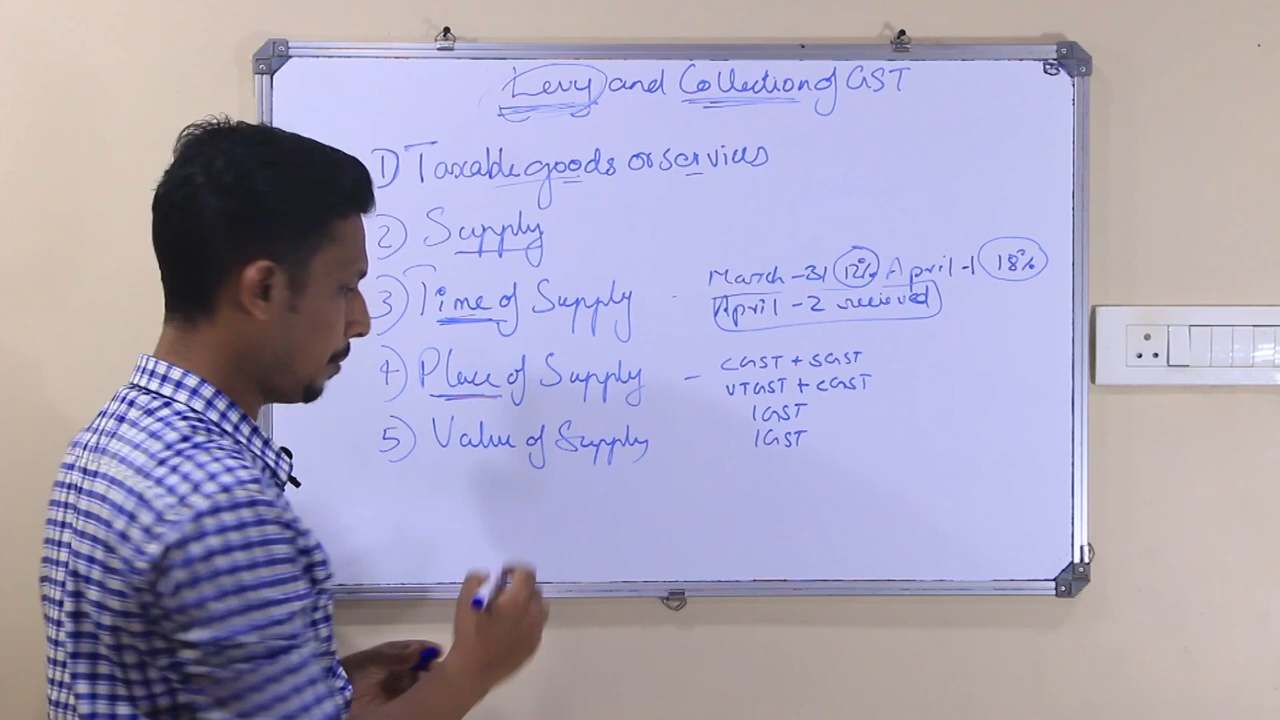 Levy and Collection of GST
1) Taxable goods or services
2) Supply
3) Time of Supply - March - 31 12% April - 1 18%
April - 2 recieved
4) Place of Supply - CGST + SGST
UTGST + CGST
IGST
5) Value of Supply IGST